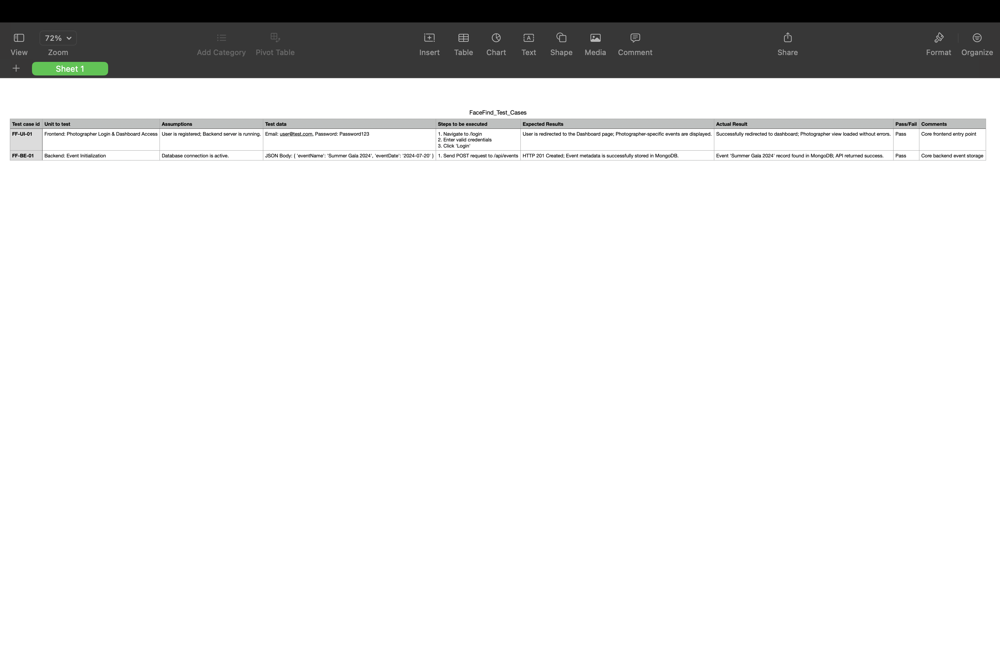 72%
View
Zoom
Add Category
Pivot Table
Insert
Table
Chart
Text
Shape
Media
Comment
Share
Format
Organize
Sheet 1
FaceFind_Test_Cases
Test case id Unit to test Assumptions Test data Steps to be executed Expected Results Actual Result Pass/Fail Comments
FF-UI-01 Frontend: Photographer Login & Dashboard Access User is registered; Backend server is running. Email: user@test.com, Password: Password123 1. Navigate to /login User is redirected to the Dashboard page; Photographer-specific events are displayed. Successfully redirected to dashboard; Photographer view loaded without errors. Pass Core frontend entry point
2. Enter valid credentials
3. Click 'Login'
FF-BE-01 Backend: Event Initialization Database connection is active. JSON Body: { 'eventName': 'Summer Gala 2024', 'eventDate': '2024-07-20' } 1. Send POST request to /api/events HTTP 201 Created; Event metadata is successfully stored in MongoDB. Event 'Summer Gala 2024' record found in MongoDB; API returned success. Pass Core backend event storage